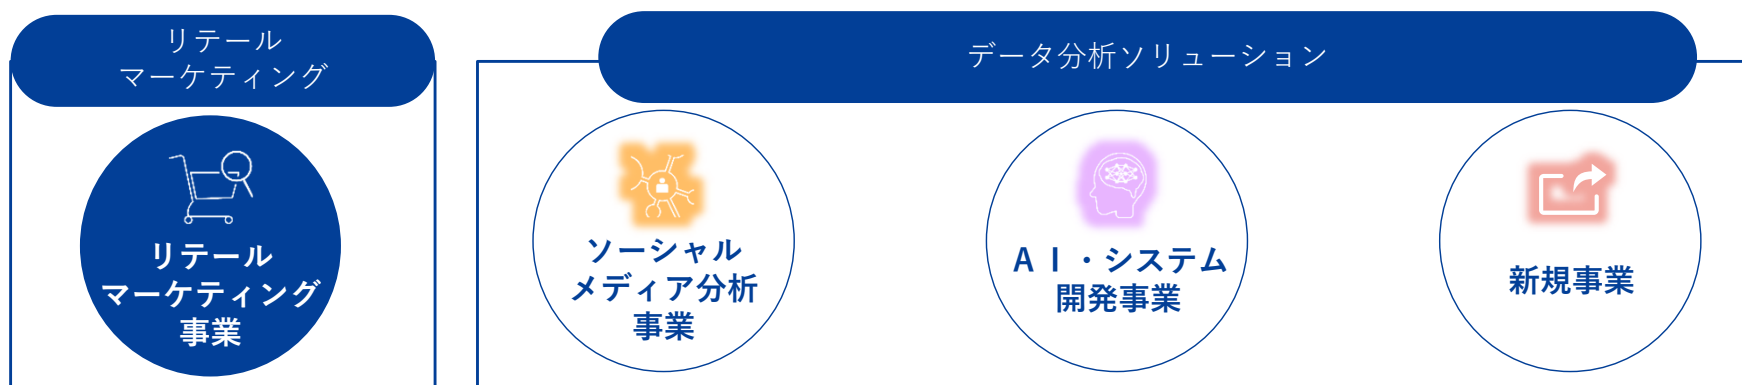 リテール
マーケティング
データ分析ソリューション
リテール
マーケティング
事業
ソーシャル
メディア分析
事業
ＡＩ・システム
開発事業
新規事業